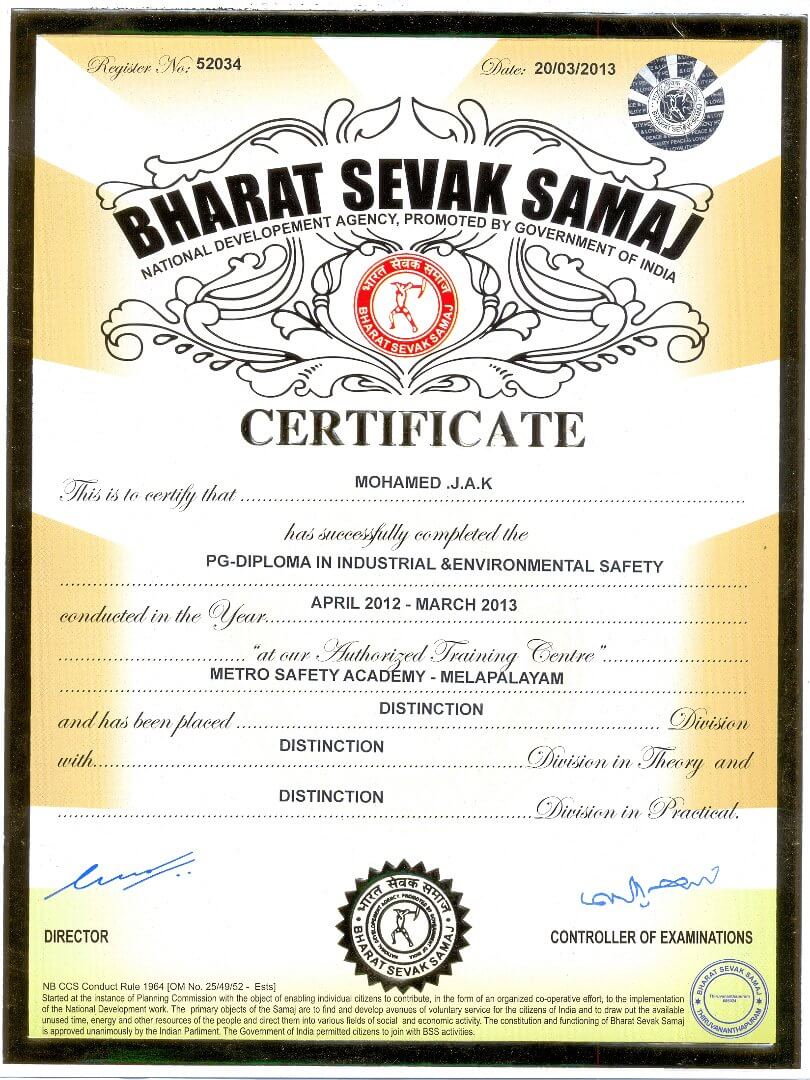 Register No: 52034
Date: 20/03/2013
BHARAT SEVAK SAMAJ
NATIONAL DEVELOPEMENT AGENCY, PROMOTED BY GOVERNMENT OF INDIA
भारत सेवक समाज
BHARAT SEVAK SAMAJ
CERTIFICATE
This is to certify that MOHAMED .J.A.K
has successfully completed the
PG-DIPLOMA IN INDUSTRIAL &ENVIRONMENTAL SAFETY
conducted in the Year APRIL 2012 - MARCH 2013
"at our Authorized Training Centre"
METRO SAFETY ACADEMY - MELAPALAYAM
and has been placed DISTINCTION Division
with DISTINCTION Division in Theory and
DISTINCTION Division in Practical.
भारत सेवक समाज
NATIONAL DEVELOPEMENT AGENCY, PROMOTED BY GOVERNMENT OF INDIA
BHARAT SEVAK SAMAJ
DIRECTOR
CONTROLLER OF EXAMINATIONS
BHARAT SEVAK SAMAJ
Thiruvananthapuram
THIRUVANANTHAPURAM
NB CCS Conduct Rule 1964 [OM No. 25/49/52 - Ests]
Started at the instance of Planning Commission with the object of enabling individual citizens to contribute, in the form of an organized co-operative effort, to the implementation
of the National Development work. The primary objects of the Samaj are to find and develop avenues of voluntary service for the citizens of India and to draw put the available
unused time, energy and other resources of the people and direct them into various fields of social and economic activity. The constitution and functioning of Bharat Sevak Samaj
is approved unanimously by the Indian Parliment. The Government of India permitted citizens to join with BSS activities.